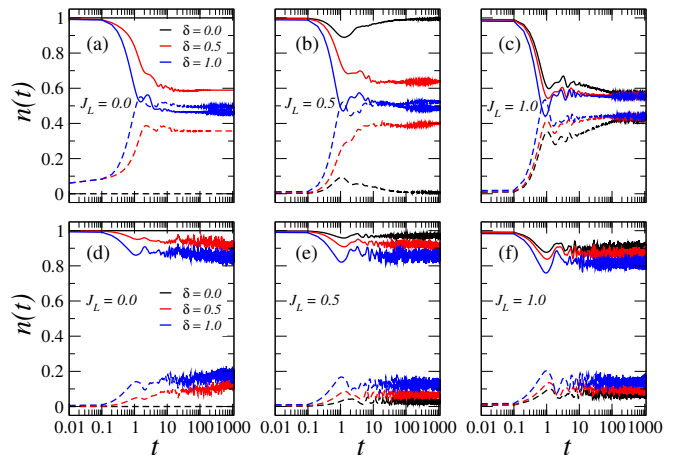 n(t)
1
0.8
0.6
0.4
0.2
0
(a)
δ = 0.0
δ = 0.5
δ = 1.0
J_L = 0.0
(b)
J_L = 0.5
(c)
J_L = 1.0
n(t)
1
0.8
0.6
0.4
0.2
0
(d)
J_L = 0.0
δ = 0.0
δ = 0.5
δ = 1.0
(e)
J_L = 0.5
(f)
J_L = 1.0
0.01 0.1 1 10 100 1000
0.01 0.1 1 10 100 1000
0.01 0.1 1 10 100 1000
t t t